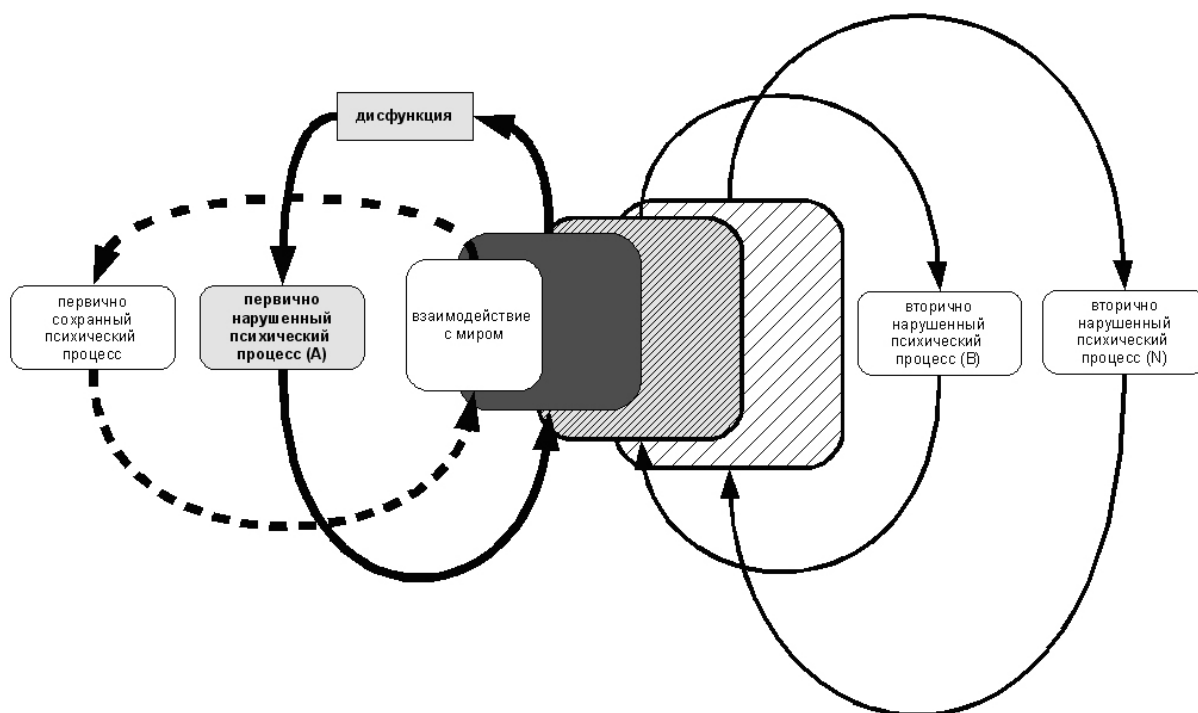 дисфункция
первично
сохранный
психический
процесс
первично
нарушенный
психический
процесс (А)
взаимодействие
с миром
вторично
нарушенный
психический
процесс (В)
вторично
нарушенный
психический
процесс (N)